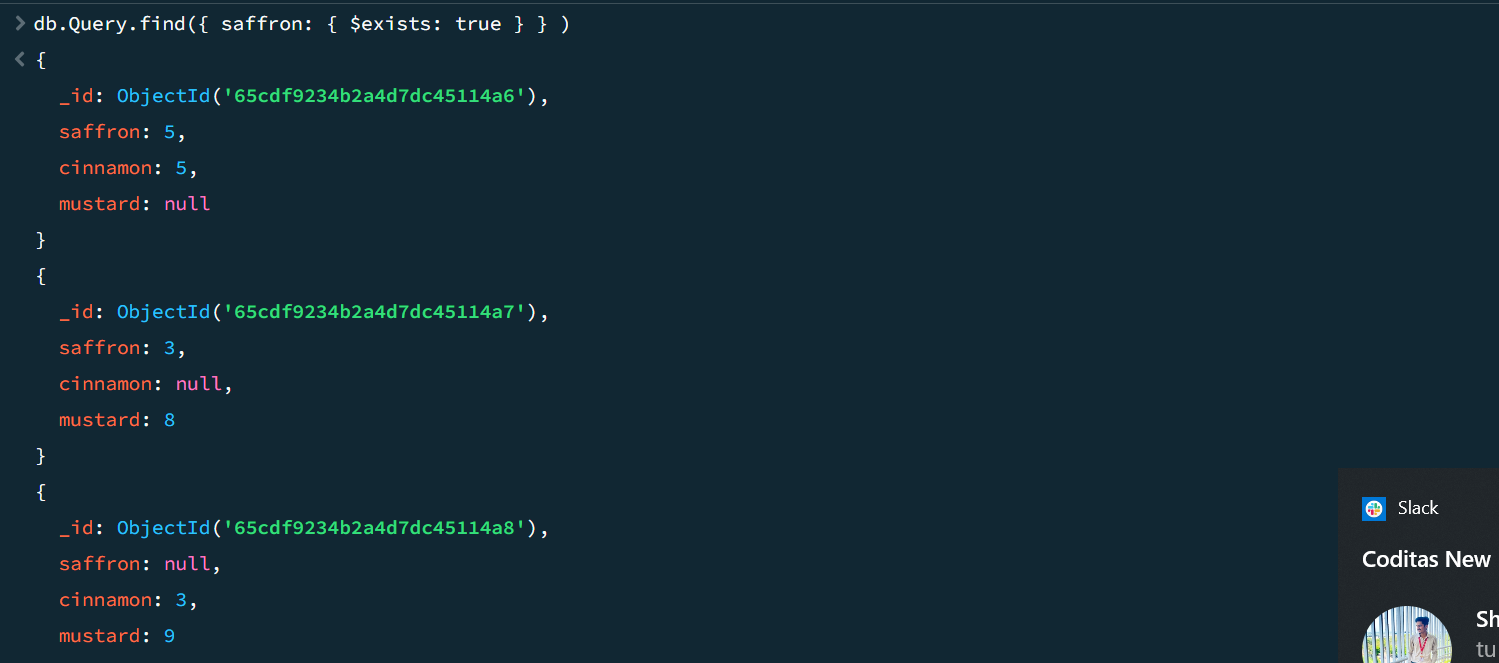 > db.Query.find({ saffron: { $exists: true } } )
< {
_id: ObjectId('65cdf9234b2a4d7dc45114a6'),
saffron: 5,
cinnamon: 5,
mustard: null
}
{
_id: ObjectId('65cdf9234b2a4d7dc45114a7'),
saffron: 3,
cinnamon: null,
mustard: 8
}
{
_id: ObjectId('65cdf9234b2a4d7dc45114a8'),
saffron: null,
cinnamon: 3,
mustard: 9
Slack
Coditas New
Sh
tu